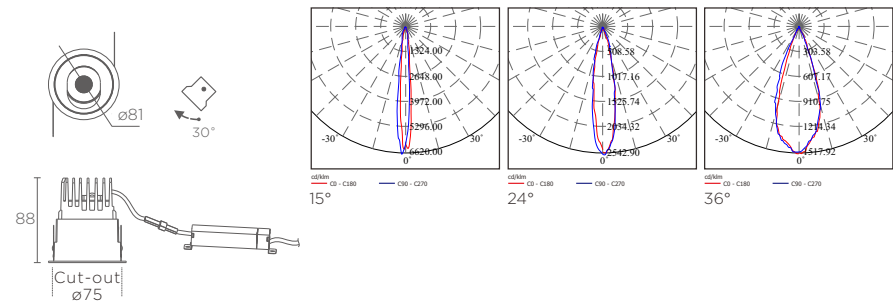 ø81
30°
88
Cut-out
ø75
1324.00
2648.00
3972.00
5296.00
6620.00
-30°
30°
0°
cd/klm
C0 - C180
C90 - C270
15°
508.58
1017.16
1525.74
2034.32
2542.90
-30°
30°
0°
cd/klm
C0 - C180
C90 - C270
24°
303.58
607.17
910.75
1214.34
1517.92
-30°
30°
0°
cd/klm
C0 - C180
C90 - C270
36°